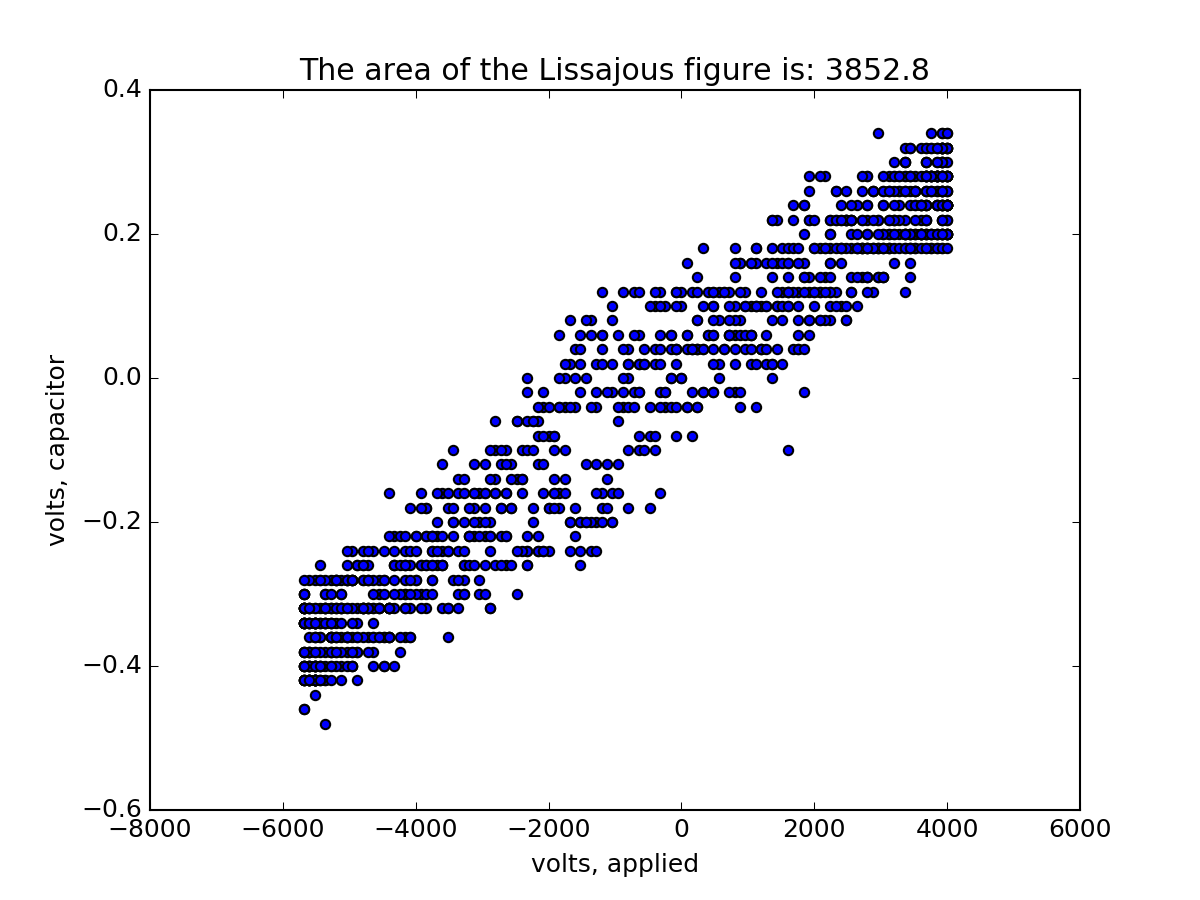 The area of the Lissajous figure is: 3852.8
0.4
0.2
0.0
−0.2
−0.4
−0.6
volts, capacitor
−8000 −6000 −4000 −2000 0 2000 4000 6000
volts, applied